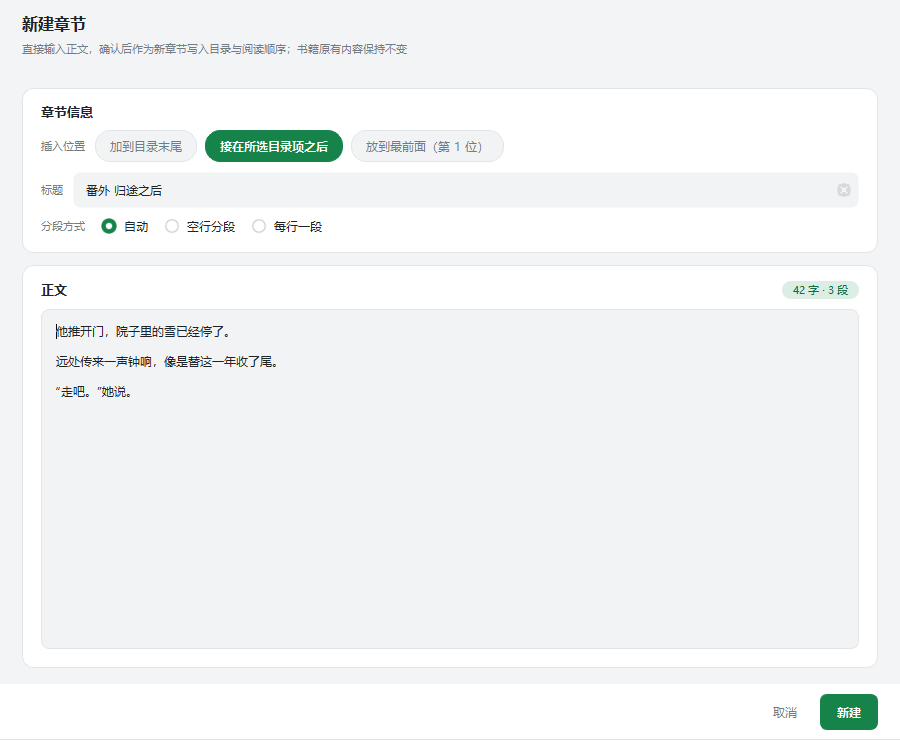 新建章节
直接输入正文，确认后作为新章节写入目录与阅读顺序；书籍原有内容保持不变
章节信息
插入位置 加到目录末尾 接在所选目录项之后 放到最前面（第 1 位）
标题 番外 归途之后
分段方式 自动 空行分段 每行一段
正文 42 字 · 3 段
他推开门，院子里的雪已经停了。
远处传来一声钟响，像是替这一年收了尾。
“走吧。”她说。
取消 新建